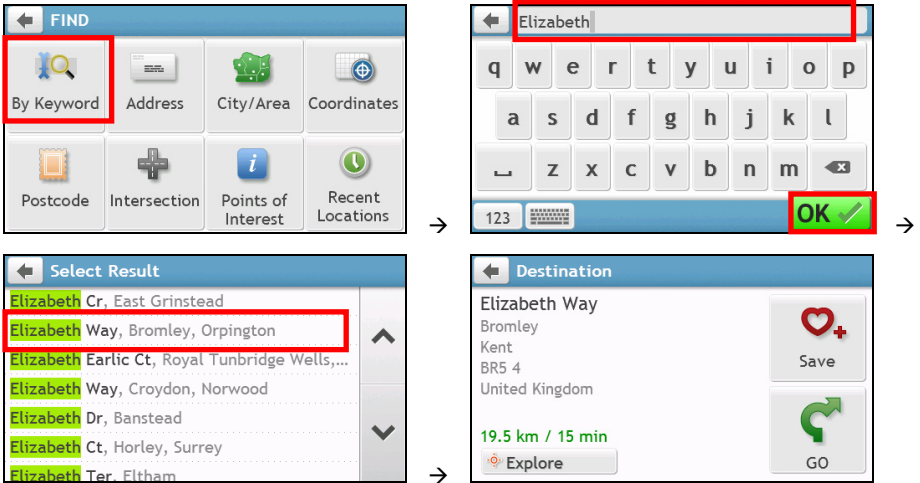 FIND
By Keyword
Address
City/Area
Coordinates
Postcode
Intersection
Points of
Interest
Recent
Locations
→
Elizabeth
q w e r t y u i o p
a s d f g h j k l
z x c v b n m
123
OK
→
Select Result
Elizabeth Cr, East Grinstead
Elizabeth Way, Bromley, Orpington
Elizabeth Earlic Ct, Royal Tunbridge Wells,...
Elizabeth Way, Croydon, Norwood
Elizabeth Dr, Banstead
Elizabeth Ct, Horley, Surrey
Elizabeth Ter, Eltham
→
Destination
Elizabeth Way
Bromley
Kent
BR5 4
United Kingdom
19.5 km / 15 min
Explore
Save
GO